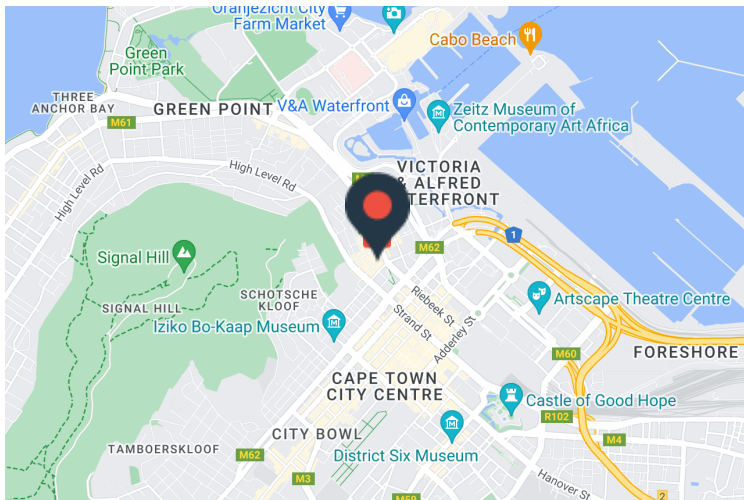 Oranjezicht City
Farm Market
Cabo Beach
Green
Point Park
THREE
ANCHOR BAY
GREEN POINT
V&A Waterfront
Zeitz Museum of
Contemporary Art Africa
M61
High Level Rd
High Level Rd
VICTORIA
& ALFRED
TERFRONT
1
M62
Signal Hill
SIGNAL HILL
SCHOTSCHE
KLOOF
Riebeek St
Artscape Theatre Centre
Iziko Bo-Kaap Museum
Strand St
Adderley St
M60
FORESHORE
CAPE TOWN
CITY CENTRE
Castle of Good Hope
R102
M4
CITY BOWL
TAMBOERSKLOOF
M62
District Six Museum
M3
Hanover St
M59
2